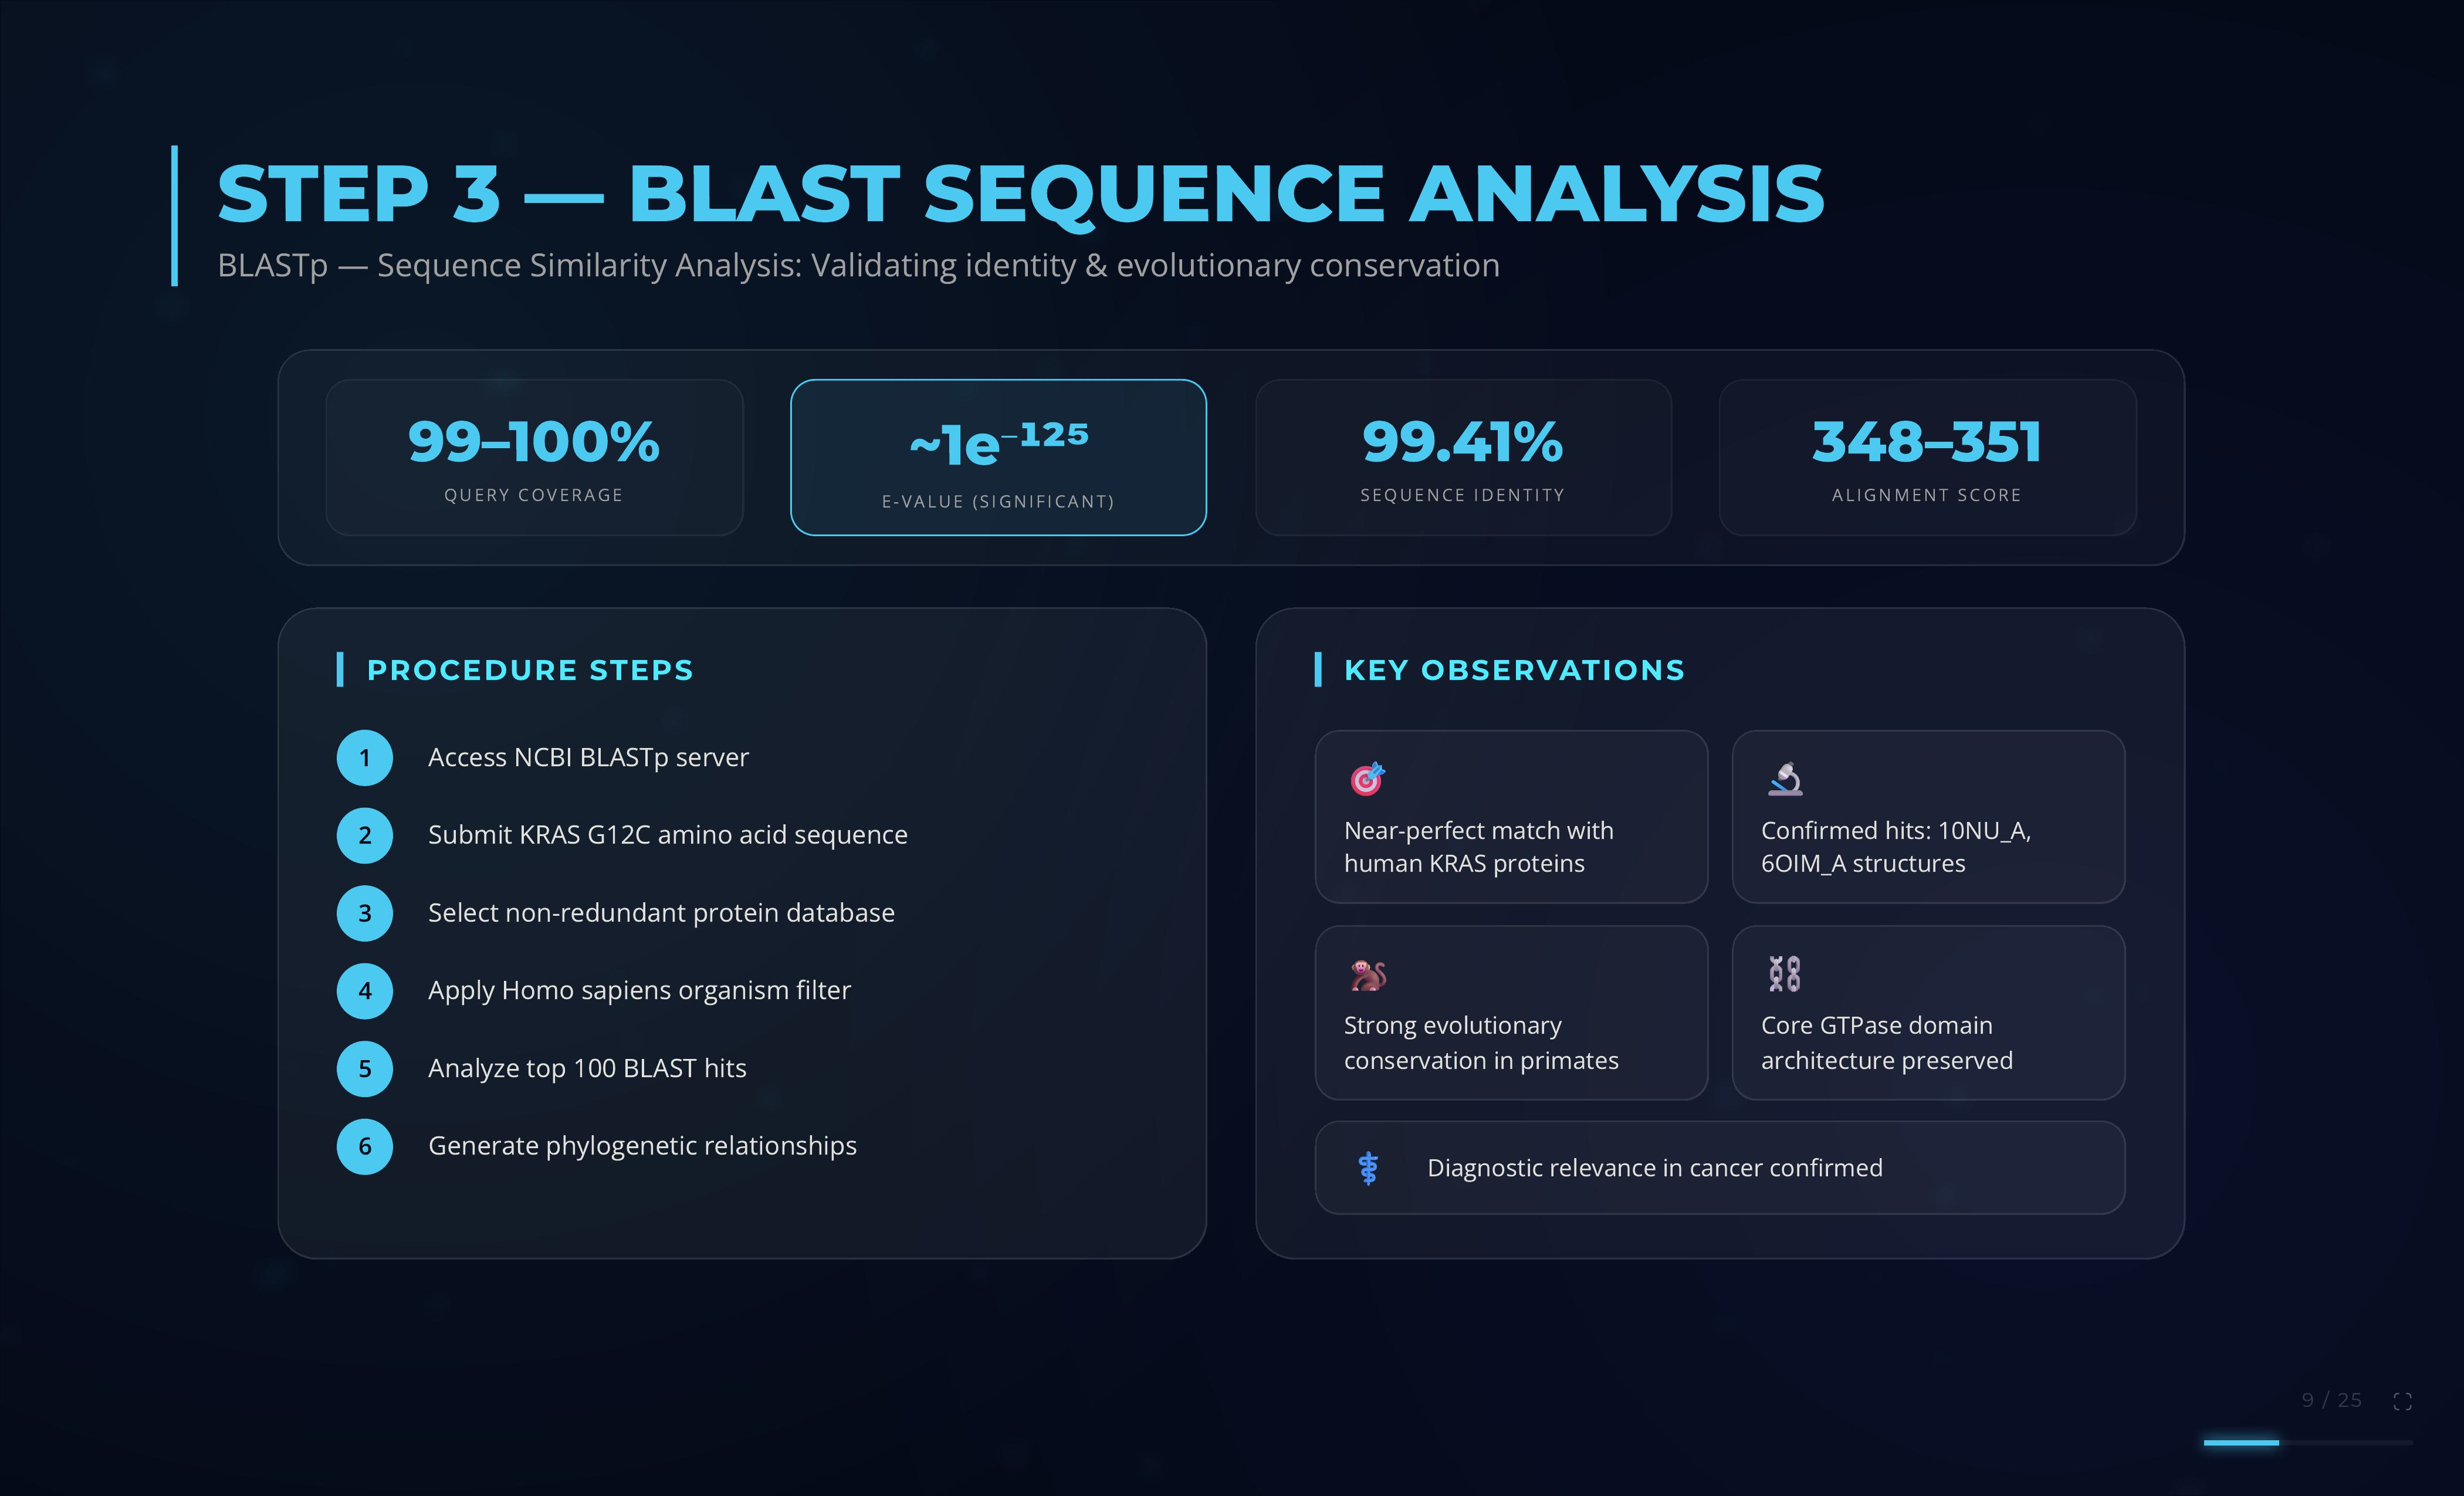 STEP 3 — BLAST SEQUENCE ANALYSIS
BLASTp — Sequence Similarity Analysis: Validating identity & evolutionary conservation
99–100%
QUERY COVERAGE
~1e⁻¹²⁵
E-VALUE (SIGNIFICANT)
99.41%
SEQUENCE IDENTITY
348–351
ALIGNMENT SCORE
PROCEDURE STEPS
1 Access NCBI BLASTp server
2 Submit KRAS G12C amino acid sequence
3 Select non-redundant protein database
4 Apply Homo sapiens organism filter
5 Analyze top 100 BLAST hits
6 Generate phylogenetic relationships
KEY OBSERVATIONS
Near-perfect match with
human KRAS proteins
Confirmed hits: 10NU_A,
6OIM_A structures
Strong evolutionary
conservation in primates
Core GTPase domain
architecture preserved
Diagnostic relevance in cancer confirmed
9 / 25